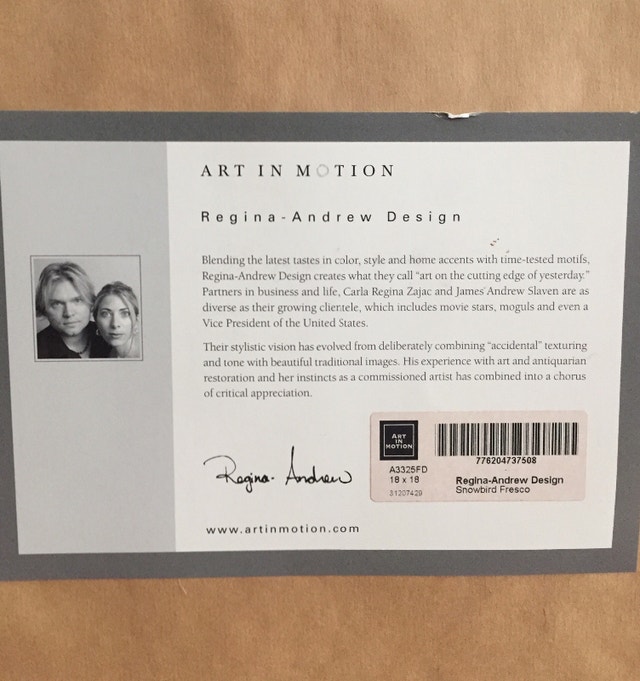 ART IN MOTION
Regina-Andrew Design
Blending the latest tastes in color, style and home accents with time-tested motifs,
Regina-Andrew Design creates what they call "art on the cutting edge of yesterday."
Partners in business and life, Carla Regina Zajac and James Andrew Slaven are as
diverse as their growing clientele, which includes movie stars, moguls and even a
Vice President of the United States.
Their stylistic vision has evolved from deliberately combining "accidental" texturing
and tone with beautiful traditional images. His experience with art and antiquarian
restoration and her instincts as a commissioned artist has combined into a chorus
of critical appreciation.
Regina-Andrew
ART
IN
MOTION
776204737508
A3325FD
18 x 18
31207429
Regina-Andrew Design
Snowbird Fresco
www.artinmotion.com